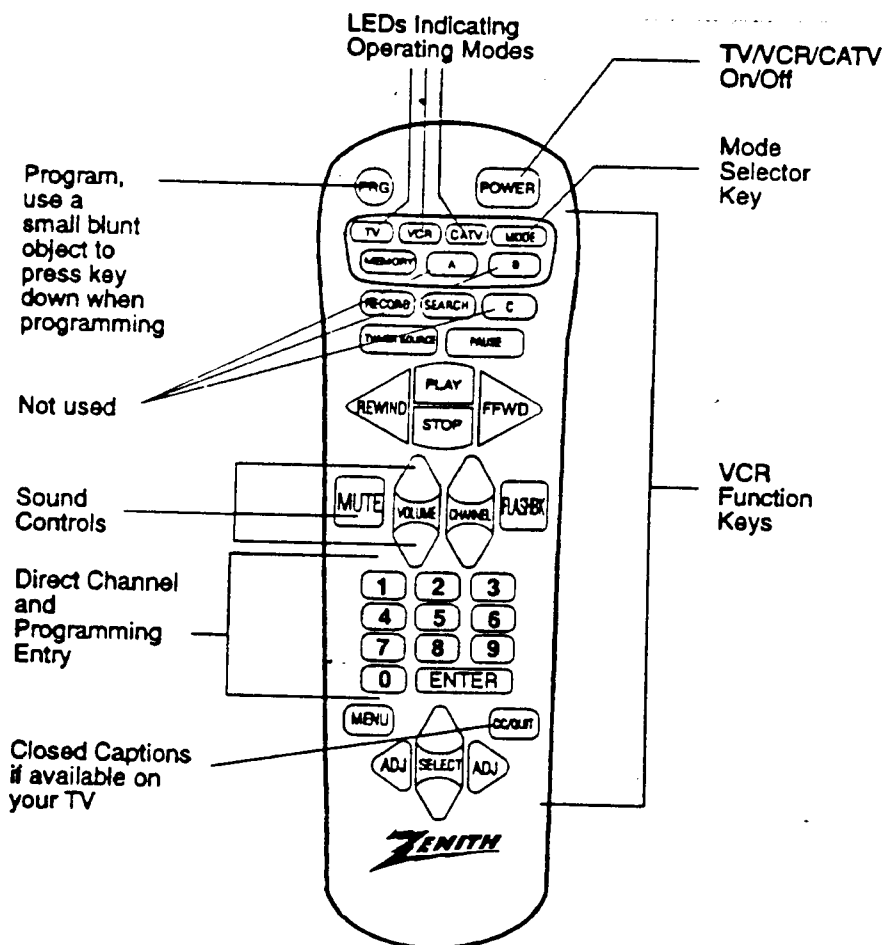 LEDs Indicating
Operating Modes
TV/VCR/CATV
On/Off
Mode
Selector
Key
Program,
use a
small blunt
object to
press key
down when
programming
PRG
POWER
TV
VCR
CATV
MODE
MEMORY
A
B
RECORD
SEARCH
C
PAUSE
Not used
REWIND
PLAY
STOP
FFWD
Sound
Controls
MUTE
VOLUME
CHANNEL
FLASHBK
VCR
Function
Keys
Direct Channel
and
Programming
Entry
1 2 3
4 5 6
7 8 9
0 ENTER
MENU
CC/QUIT
Closed Captions
if available on
your TV
ADJ
SELECT
ADJ
ZENITH